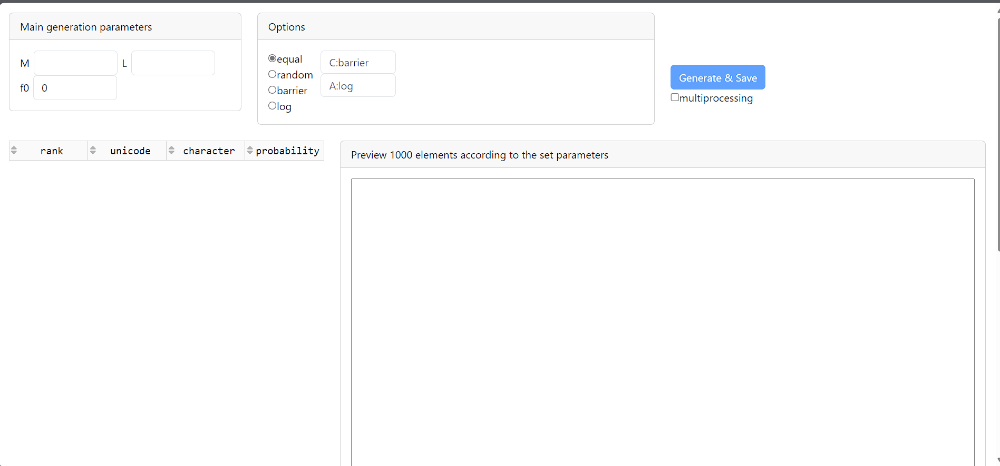 Main generation parameters
M
L
f0 0
Options
equal
random
barrier
log
C:barrier
A:log
Generate & Save
multiprocessing
rank unicode character probability
Preview 1000 elements according to the set parameters